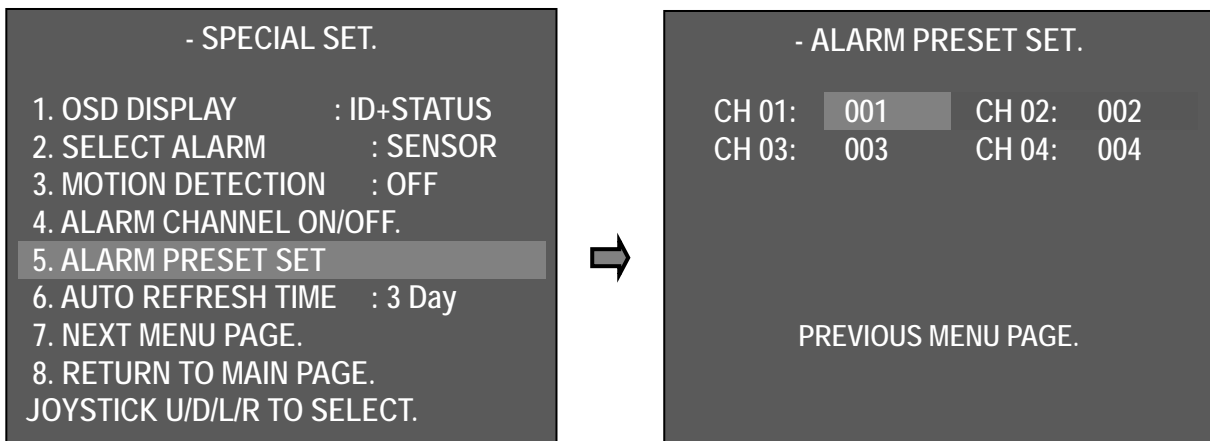 - SPECIAL SET.
1. OSD DISPLAY : ID+STATUS
2. SELECT ALARM : SENSOR
3. MOTION DETECTION : OFF
4. ALARM CHANNEL ON/OFF.
5. ALARM PRESET SET
6. AUTO REFRESH TIME : 3 Day
7. NEXT MENU PAGE.
8. RETURN TO MAIN PAGE.
JOYSTICK U/D/L/R TO SELECT.
- ALARM PRESET SET.
CH 01: 001 CH 02: 002
CH 03: 003 CH 04: 004
PREVIOUS MENU PAGE.